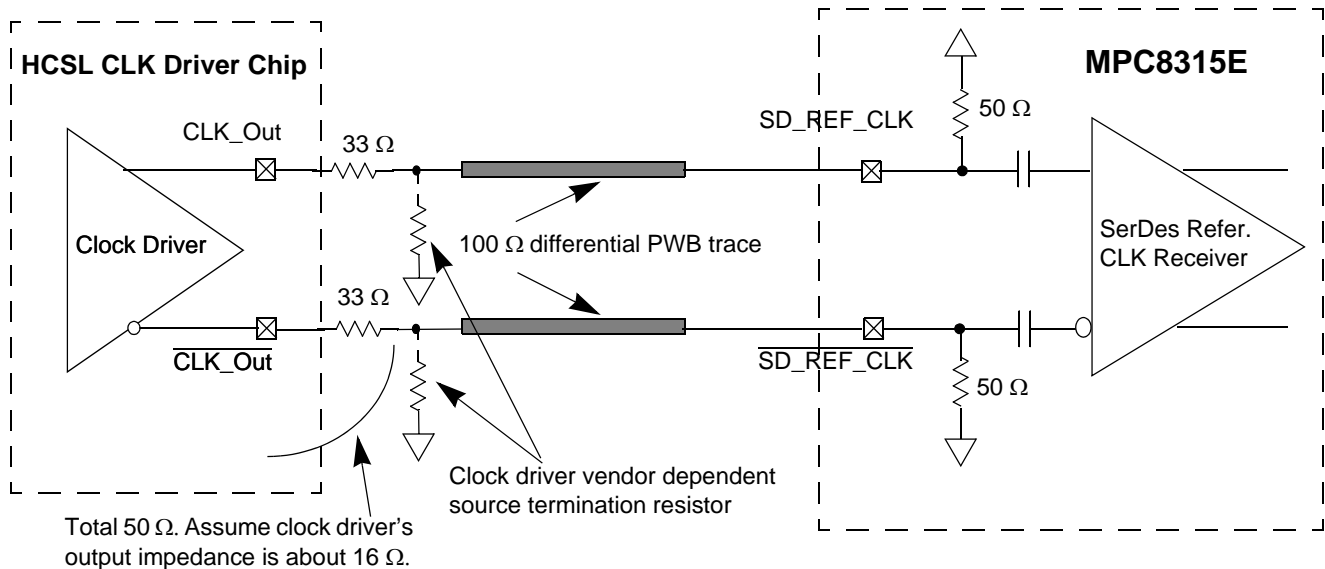 HCSL CLK Driver Chip
MPC8315E
CLK_Out
33 Ω
SD_REF_CLK
50 Ω
Clock Driver
100 Ω differential PWB trace
SerDes Refer.
CLK Receiver
33 Ω
CLK_Out
SD_REF_CLK
50 Ω
Clock driver vendor dependent
source termination resistor
Total 50 Ω. Assume clock driver's
output impedance is about 16 Ω.